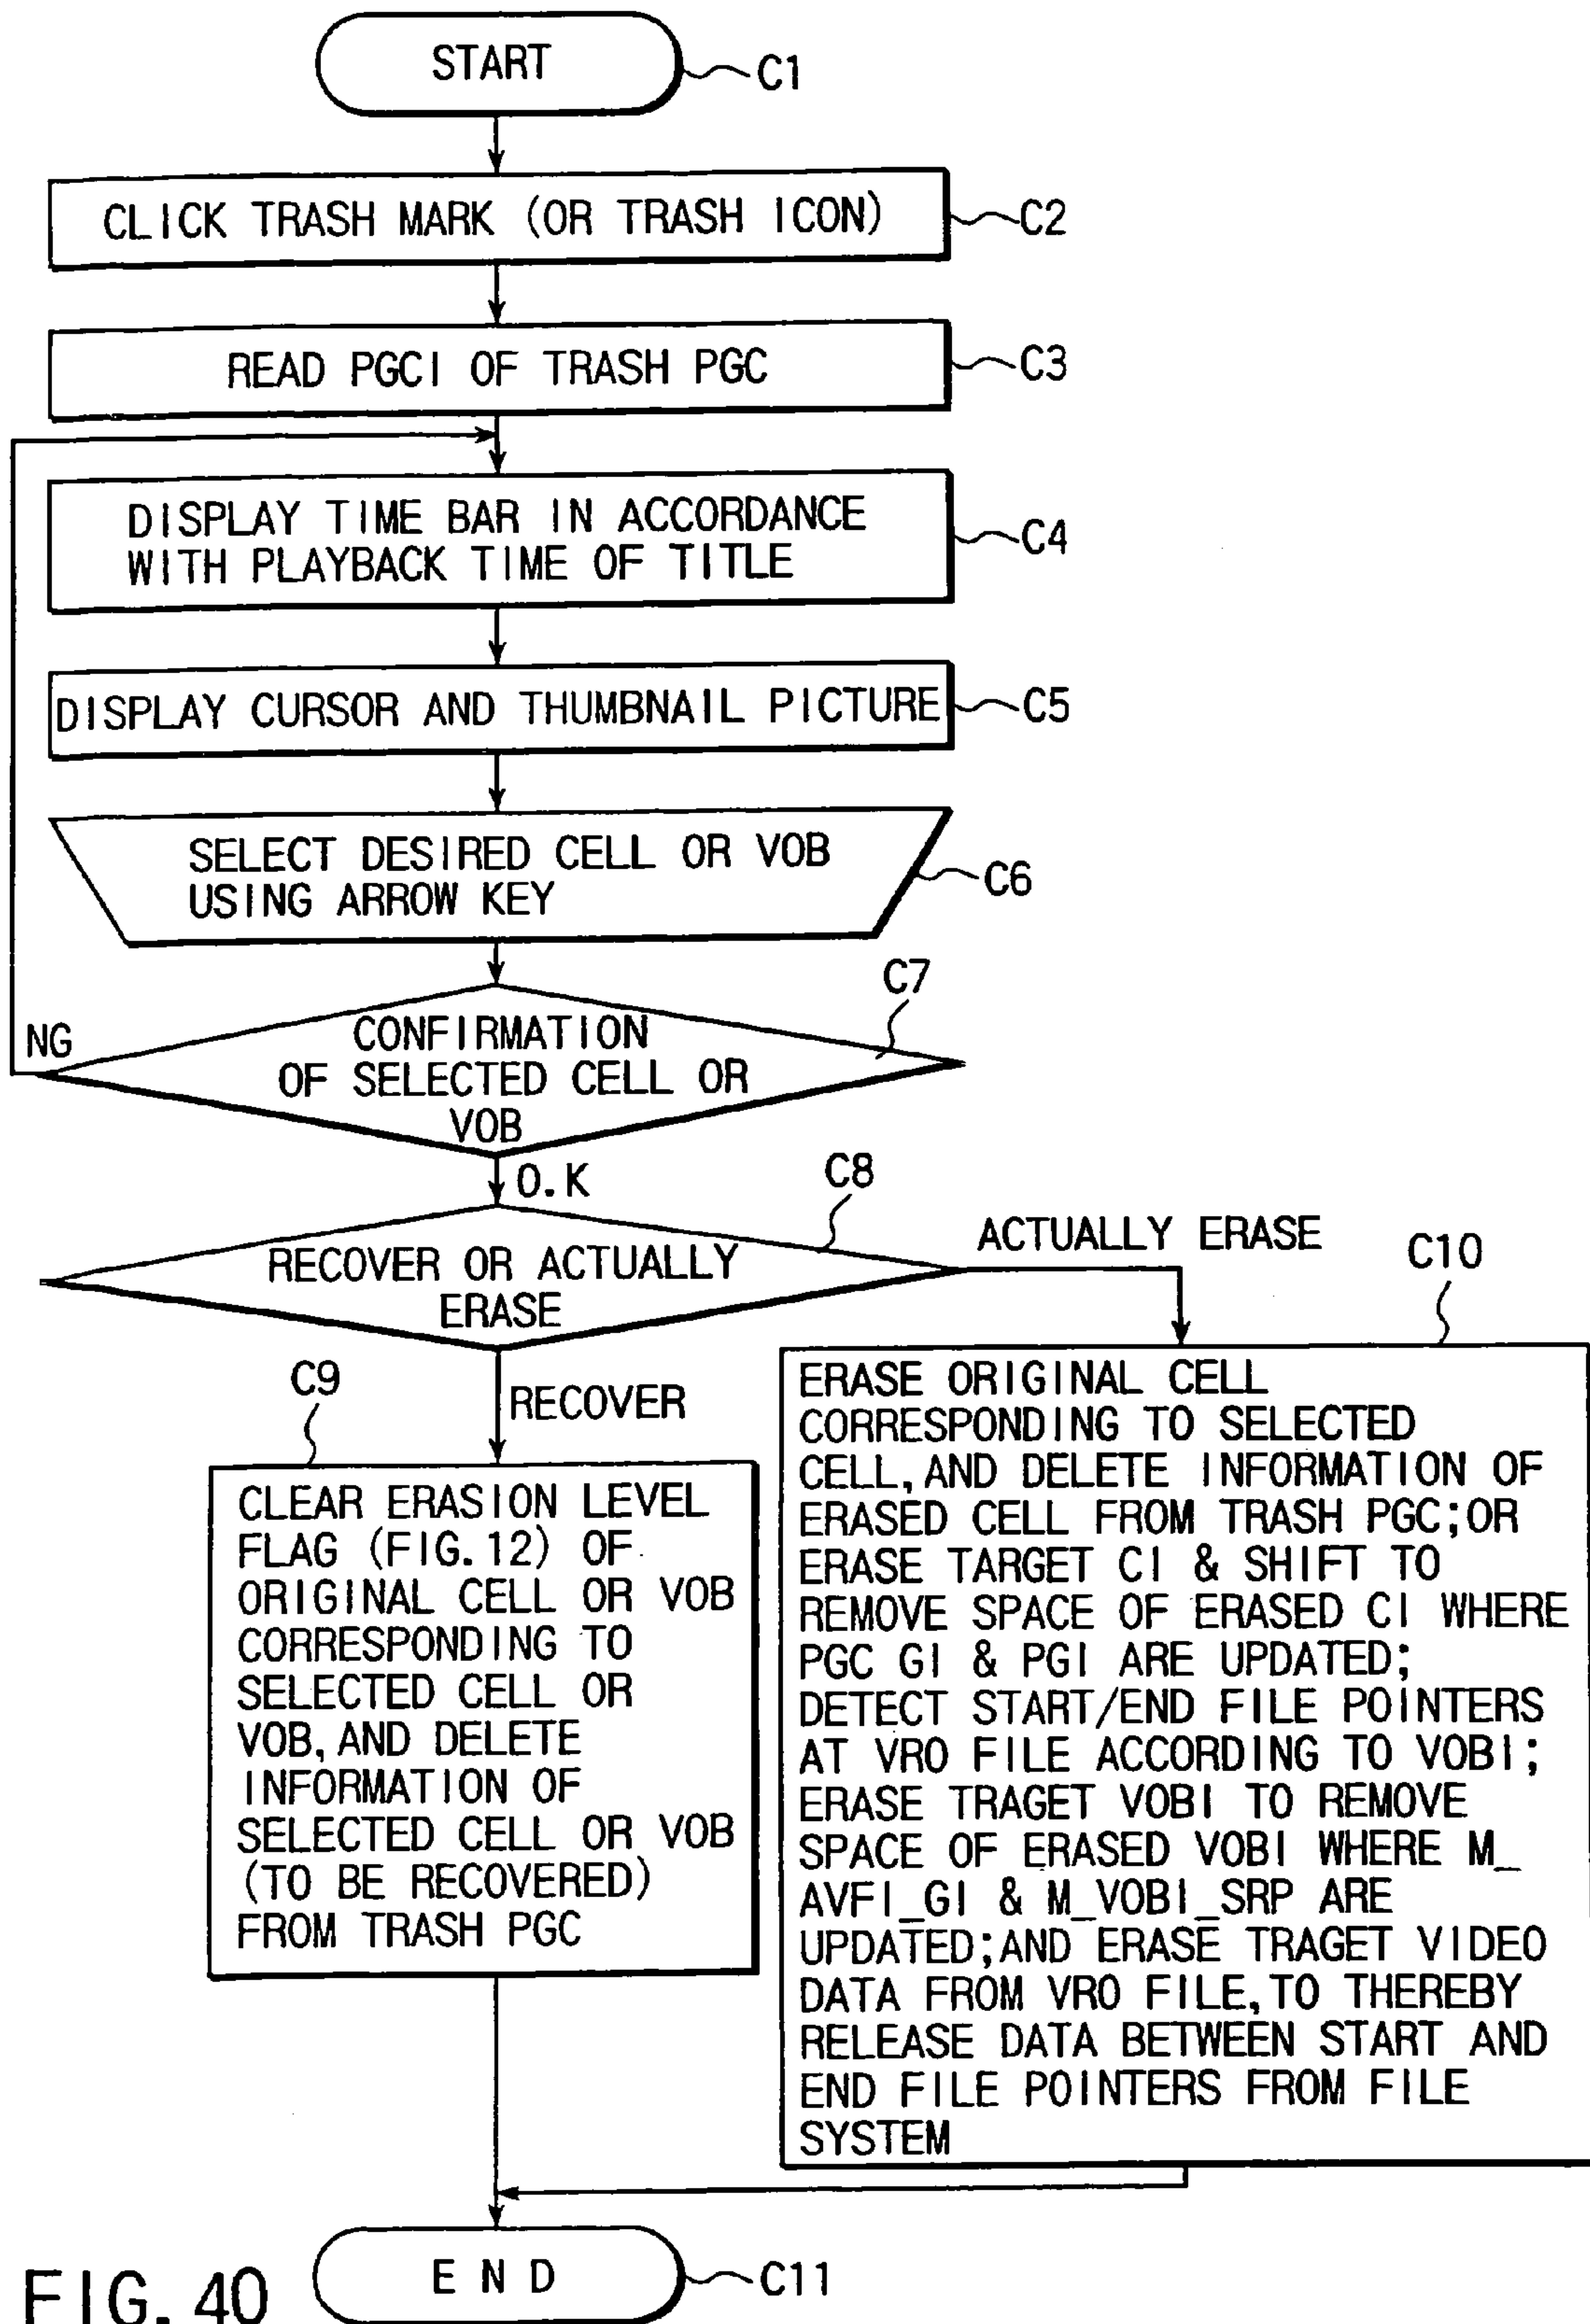 START
C1
CLICK TRASH MARK (OR TRASH ICON)
C2
READ PGCI OF TRASH PGC
C3
DISPLAY TIME BAR IN ACCORDANCE
WITH PLAYBACK TIME OF TITLE
C4
DISPLAY CURSOR AND THUMBNAIL PICTURE
C5
SELECT DESIRED CELL OR VOB
USING ARROW KEY
C6
C7
NG
CONFIRMATION
OF SELECTED CELL OR
VOB
O.K
C8
RECOVER OR ACTUALLY
ERASE
ACTUALLY ERASE
C10
C9
RECOVER
CLEAR ERASION LEVEL
FLAG (FIG.12) OF
ORIGINAL CELL OR VOB
CORRESPONDING TO
SELECTED CELL OR
VOB, AND DELETE
INFORMATION OF
SELECTED CELL OR VOB
(TO BE RECOVERED)
FROM TRASH PGC
ERASE ORIGINAL CELL
CORRESPONDING TO SELECTED
CELL, AND DELETE INFORMATION OF
ERASED CELL FROM TRASH PGC;OR
ERASE TARGET CI & SHIFT TO
REMOVE SPACE OF ERASED CI WHERE
PGC GI & PGI ARE UPDATED;
DETECT START/END FILE POINTERS
AT VRO FILE ACCORDING TO VOBI;
ERASE TRAGET VOBI TO REMOVE
SPACE OF ERASED VOBI WHERE M_
AVFI_GI & M_VOBI_SRP ARE
UPDATED;AND ERASE TRAGET VIDEO
DATA FROM VRO FILE, TO THEREBY
RELEASE DATA BETWEEN START AND
END FILE POINTERS FROM FILE
SYSTEM
END
C11
FIG. 40